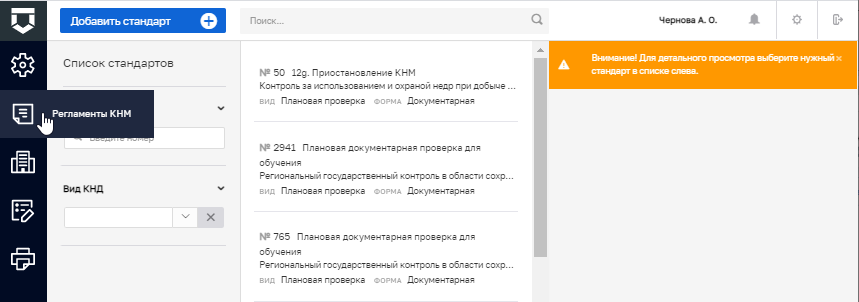 Добавить стандарт
Поиск...
Чернова А. О.
Список стандартов
Регламенты КНМ
Введите номер
Вид КНД
№ 50 12g. Приостановление КНМ
Контроль за использованием и охраной недр при добыче ...
ВИД Плановая проверка ФОРМА Документарная
№ 2941 Плановая документарная проверка для
обучения
Региональный государственный контроль в области сохр...
ВИД Плановая проверка ФОРМА Документарная
№ 765 Плановая документарная проверка для
обучения
Региональный государственный контроль в области сохр...
ВИД Плановая проверка ФОРМА Документарная
Внимание! Для детального просмотра выберите нужный
стандарт в списке слева.